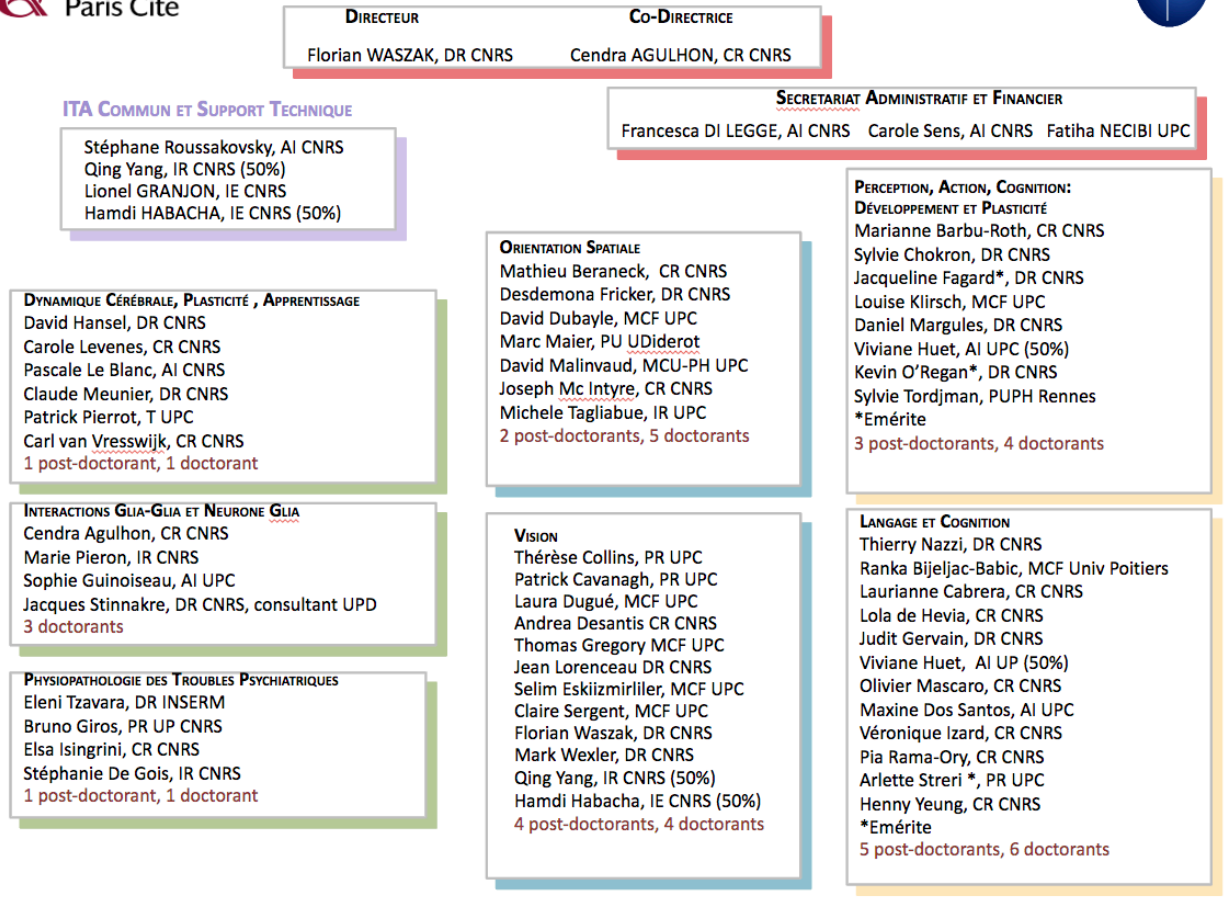 Paris Cité
Directeur
Co-Directrice
Florian WASZAK, DR CNRS
Cendra AGULHON, CR CNRS
ITA Commun et Support Technique
Stéphane Roussakovsky, AI CNRS
Qing Yang, IR CNRS (50%)
Lionel GRANJON, IE CNRS
Hamdi HABACHA, IE CNRS (50%)
Secretariat Administratif et Financier
Francesca DI LEGGE, AI CNRS Carole Sens, AI CNRS Fatiha NECIBI UPC
Dynamique Cérébrale, Plasticité , Apprentissage
David Hansel, DR CNRS
Carole Levenes, CR CNRS
Pascale Le Blanc, AI CNRS
Claude Meunier, DR CNRS
Patrick Pierrot, T UPC
Carl van Vresswijk, CR CNRS
1 post-doctorant, 1 doctorant
Interactions Glia-Glia et Neurone Glia
Cendra Agulhon, CR CNRS
Marie Pieron, IR CNRS
Sophie Guinoiseau, AI UPC
Jacques Stinnakre, DR CNRS, consultant UPD
3 doctorants
Physiopathologie des Troubles Psychiatriques
Eleni Tzavara, DR INSERM
Bruno Giros, PR UP CNRS
Elsa Isingrini, CR CNRS
Stéphanie De Gois, IR CNRS
1 post-doctorant, 1 doctorant
Orientation Spatiale
Mathieu Beraneck, CR CNRS
Desdemona Fricker, DR CNRS
David Dubayle, MCF UPC
Marc Maier, PU UDiderot
David Malinvaud, MCU-PH UPC
Joseph Mc Intyre, CR CNRS
Michele Tagliabue, IR UPC
2 post-doctorants, 5 doctorants
Vision
Thérèse Collins, PR UPC
Patrick Cavanagh, PR UPC
Laura Dugué, MCF UPC
Andrea Desantis CR CNRS
Thomas Gregory MCF UPC
Jean Lorenceau DR CNRS
Selim Eskiizmirliler, MCF UPC
Claire Sergent, MCF UPC
Florian Waszak, DR CNRS
Mark Wexler, DR CNRS
Qing Yang, IR CNRS (50%)
Hamdi Habacha, IE CNRS (50%)
4 post-doctorants, 4 doctorants
Perception, Action, Cognition:
Développement et Plasticité
Marianne Barbu-Roth, CR CNRS
Sylvie Chokron, DR CNRS
Jacqueline Fagard*, DR CNRS
Louise Klirsch, MCF UPC
Daniel Margules, DR CNRS
Viviane Huet, AI UPC (50%)
Kevin O’Regan*, DR CNRS
Sylvie Tordjman, PUPH Rennes
*Emérite
3 post-doctorants, 4 doctorants
Langage et Cognition
Thierry Nazzi, DR CNRS
Ranka Bijeljac-Babic, MCF Univ Poitiers
Laurianne Cabrera, CR CNRS
Lola de Hevia, CR CNRS
Judit Gervain, DR CNRS
Viviane Huet, AI UP (50%)
Olivier Mascaro, CR CNRS
Maxine Dos Santos, AI UPC
Véronique Izard, CR CNRS
Pia Rama-Ory, CR CNRS
Arlette Streri *, PR UPC
Henny Yeung, CR CNRS
*Emérite
5 post-doctorants, 6 doctorants